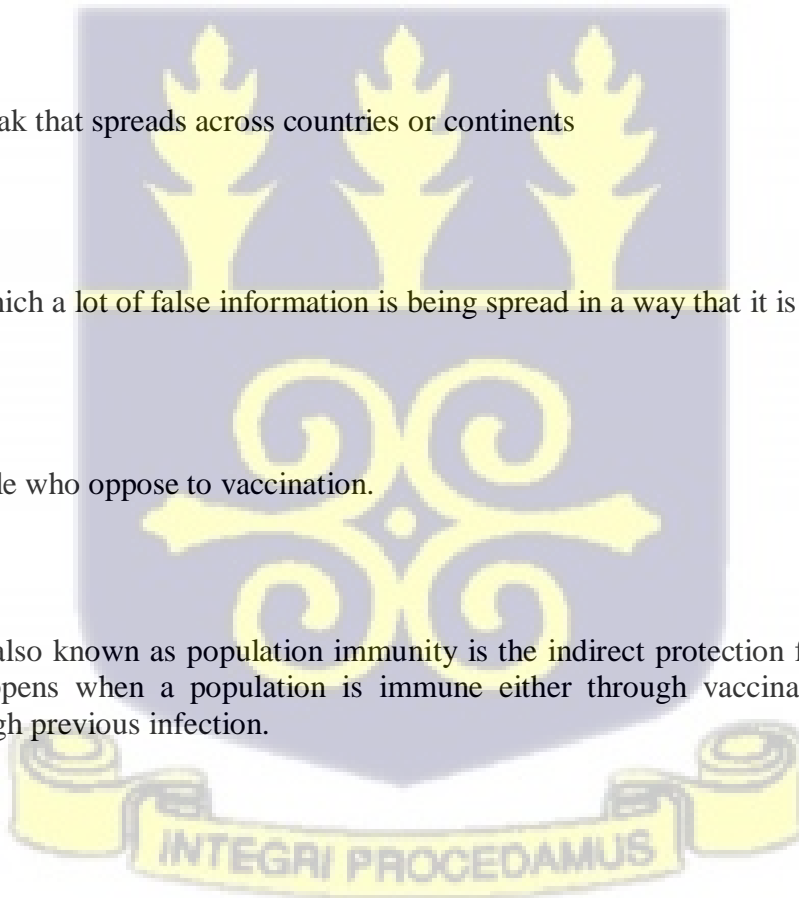 ak that spreads across countries or continents
hich a lot of false information is being spread in a way that it is
le who oppose to vaccination.
also known as population immunity is the indirect protection f
ppens when a population is immune either through vaccina
gh previous infection.
INTEGRI PROCEDAMUS